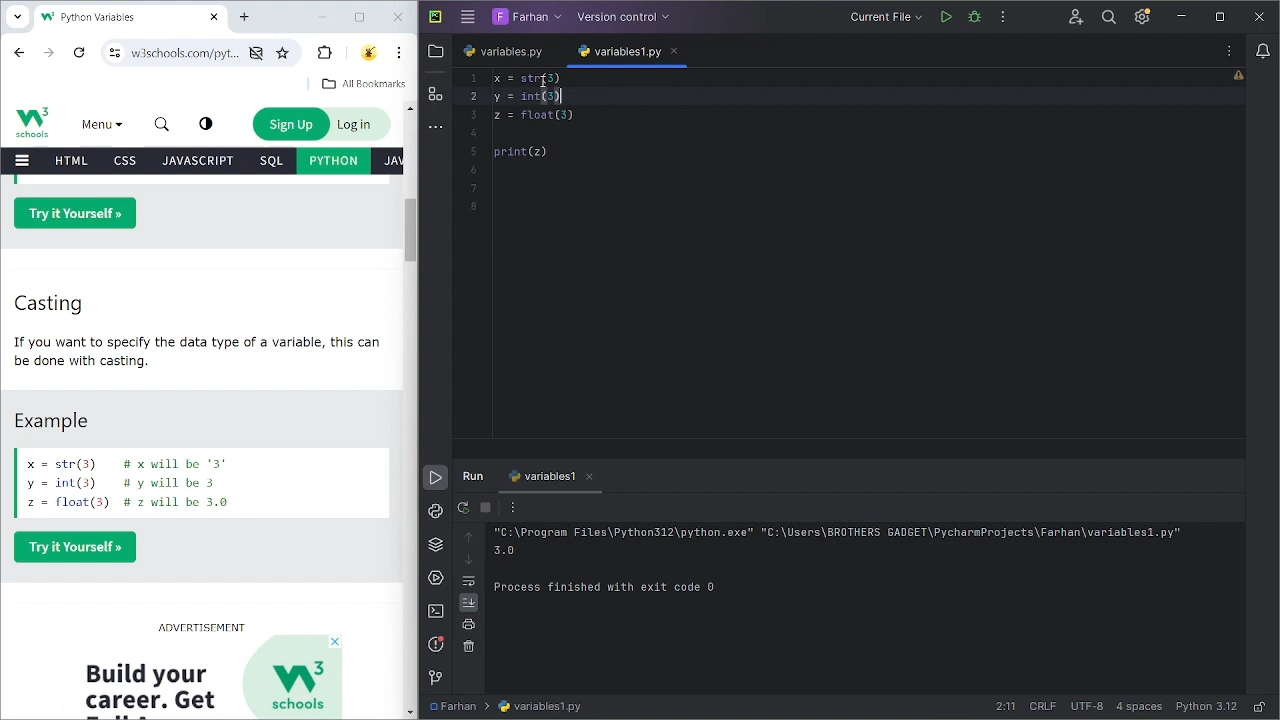 Python Variables
w3schools.com/pyt...
All Bookmarks
W3
schools
Menu
Sign Up
Log in
HTML CSS JAVASCRIPT SQL PYTHON JAV
Try it Yourself »
Casting
If you want to specify the data type of a variable, this can
be done with casting.
Example
x = str(3) # x will be '3'
y = int(3) # y will be 3
z = float(3) # z will be 3.0
Try it Yourself »
ADVERTISEMENT
Build your
career. Get
W3
schools
F Farhan
Version control
Current File
variables.py
variables1.py
1 x = str(3)
2 y = int(3)
3 z = float(3)
4
5 print(z)
6
7
8
Run
variables1
"C:\Program Files\Python312\python.exe" "C:\Users\BROTHERS GADGET\PycharmProjects\Farhan\variables1.py"
3.0
Process finished with exit code 0
Farhan > variables1.py
2:11 CRLF UTF-8 4 spaces Python 3.12